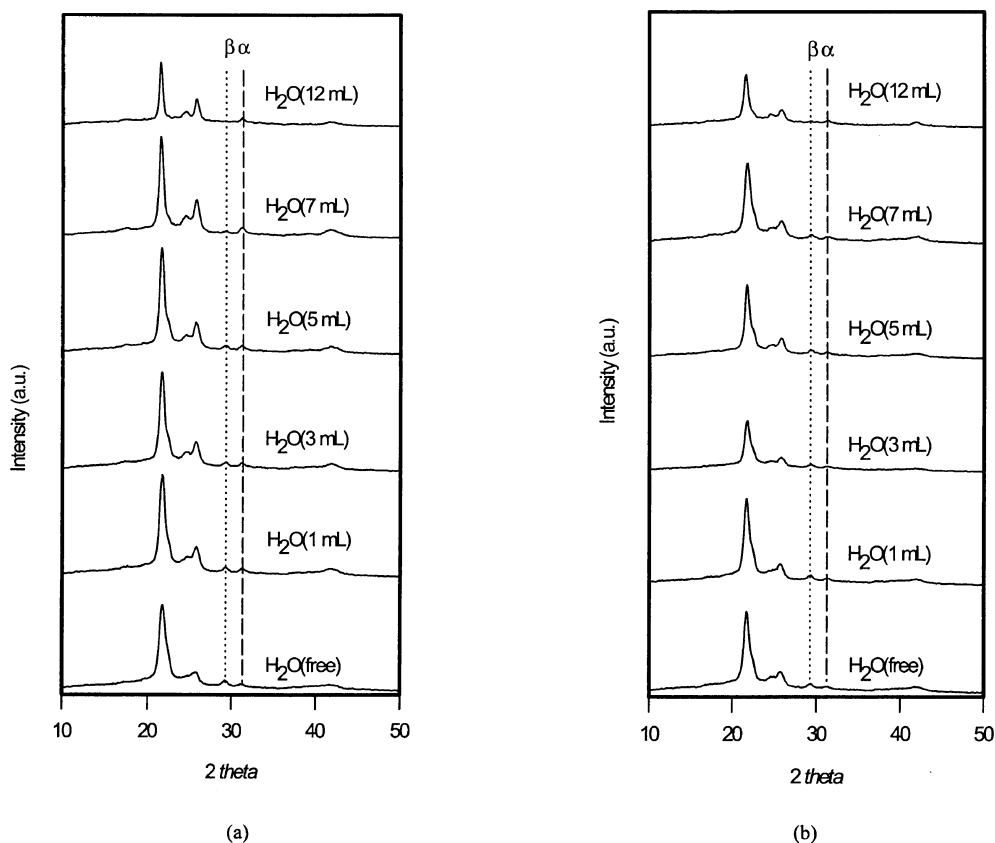 β α
H₂O(12 mL)
H₂O(7 mL)
H₂O(5 mL)
H₂O(3 mL)
H₂O(1 mL)
H₂O(free)
Intensity (a.u.)
10 20 30 40 50
2 theta
(a)
β α
H₂O(12 mL)
H₂O(7 mL)
H₂O(5 mL)
H₂O(3 mL)
H₂O(1 mL)
H₂O(free)
Intensity (a.u.)
10 20 30 40 50
2 theta
(b)